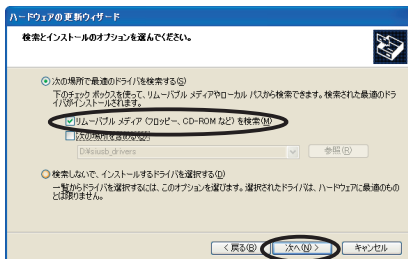 ハードウェアの更新ウィザード
検索とインストールのオプションを選んでください。
次の場所で最適のドライバを検索する(S)
下のチェック ボックスを使って、リムーバブル メディアやローカル パスから検索できます。検索された最適のドラ
イバがインストールされます。
リムーバブル メディア (フロッピー、CD-ROM など) を検索(M)
次の場所を含める(O):
D:¥siusb_drivers
参照(R)
検索しないで、インストールするドライバを選択する(D)
一覧からドライバを選択するには、このオプションを選びます。選択されたドライバは、ハードウェアに最適のもの
とは限りません。
< 戻る(B)
次へ(N) >
キャンセル